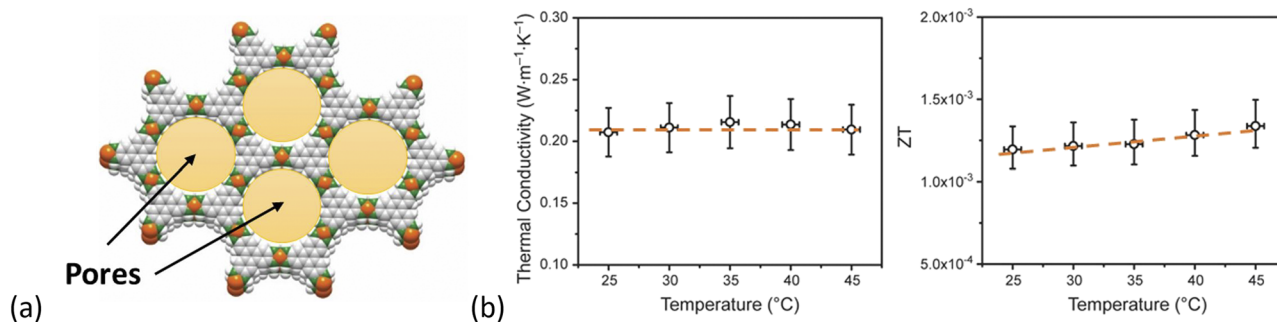 Pores
(a)
(b)
Thermal Conductivity (W·m⁻¹·K⁻¹)
0.30
0.25
0.20
0.15
0.10
25 30 35 40 45
Temperature (°C)
ZT
2.0x10⁻³
1.5x10⁻³
1.0x10⁻³
5.0x10⁻⁴
25 30 35 40 45
Temperature (°C)